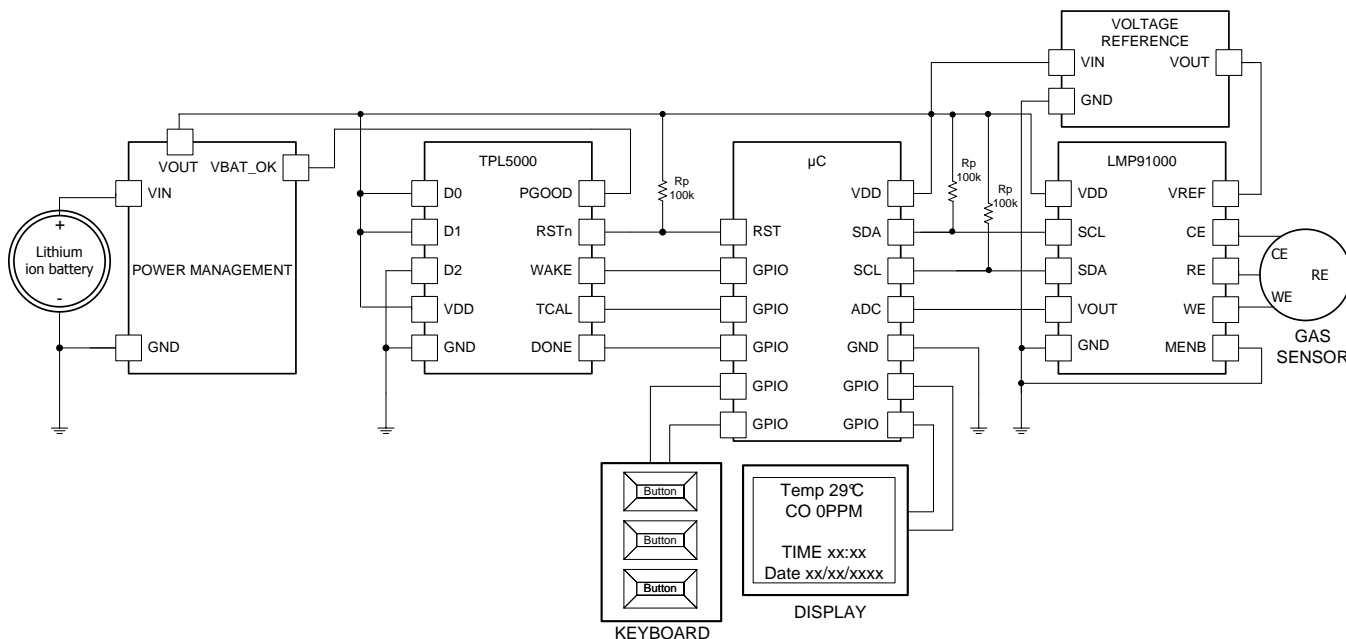 VOLTAGE
REFERENCE
VIN
VOUT
GND
VOUT
VBAT_OK
VIN
POWER MANAGEMENT
GND
+
Lithium
ion battery
-
TPL5000
D0
PGOOD
D1
RSTn
D2
WAKE
VDD
TCAL
GND
DONE
Rp
100k
µC
VDD
RST
SDA
GPIO
SCL
GPIO
ADC
GPIO
GND
GPIO
GPIO
GPIO
GPIO
Rp
100k
Rp
100k
LMP91000
VDD
VREF
SCL
CE
SDA
RE
VOUT
WE
GND
MENB
CE
RE
WE
GAS
SENSOR
Button
Button
Button
KEYBOARD
Temp 29°C
CO 0PPM
TIME xx:xx
Date xx/xx/xxxx
DISPLAY